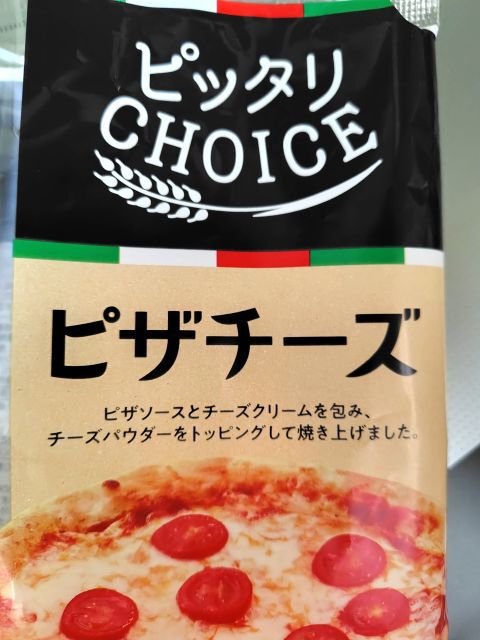 ピッタリ
CHOICE
ピザチーズ
ピザソースとチーズクリームを包み、
チーズパウダーをトッピングして焼き上げました。